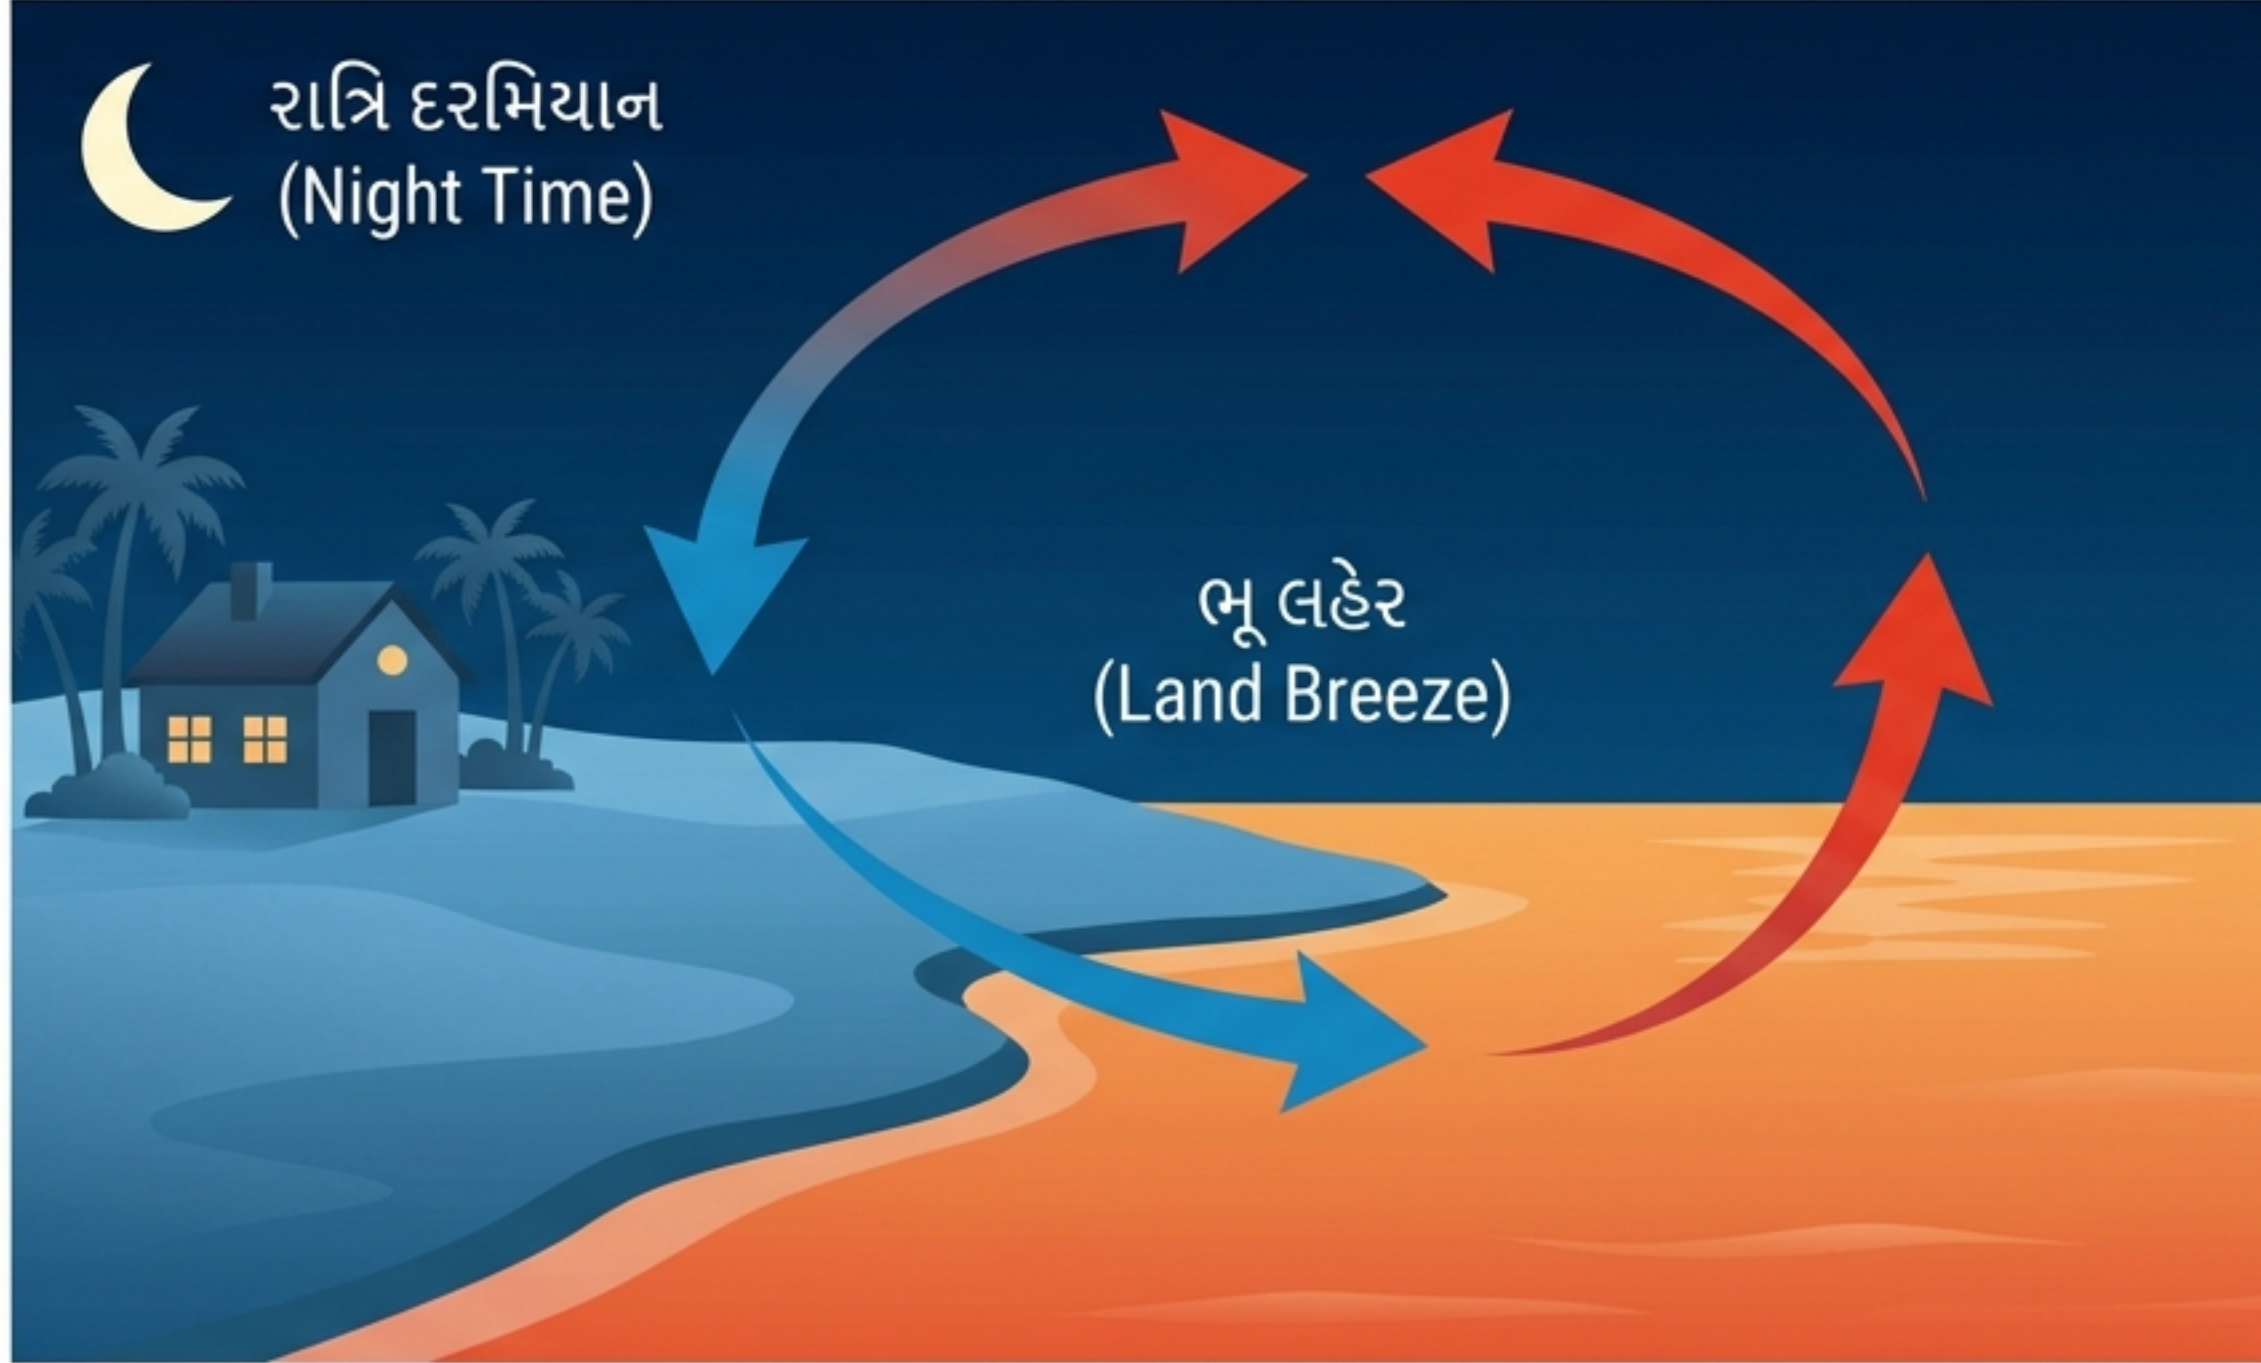 રાત્રિ દરમિયાન
(Night Time)
ભૂ લહેર
(Land Breeze)